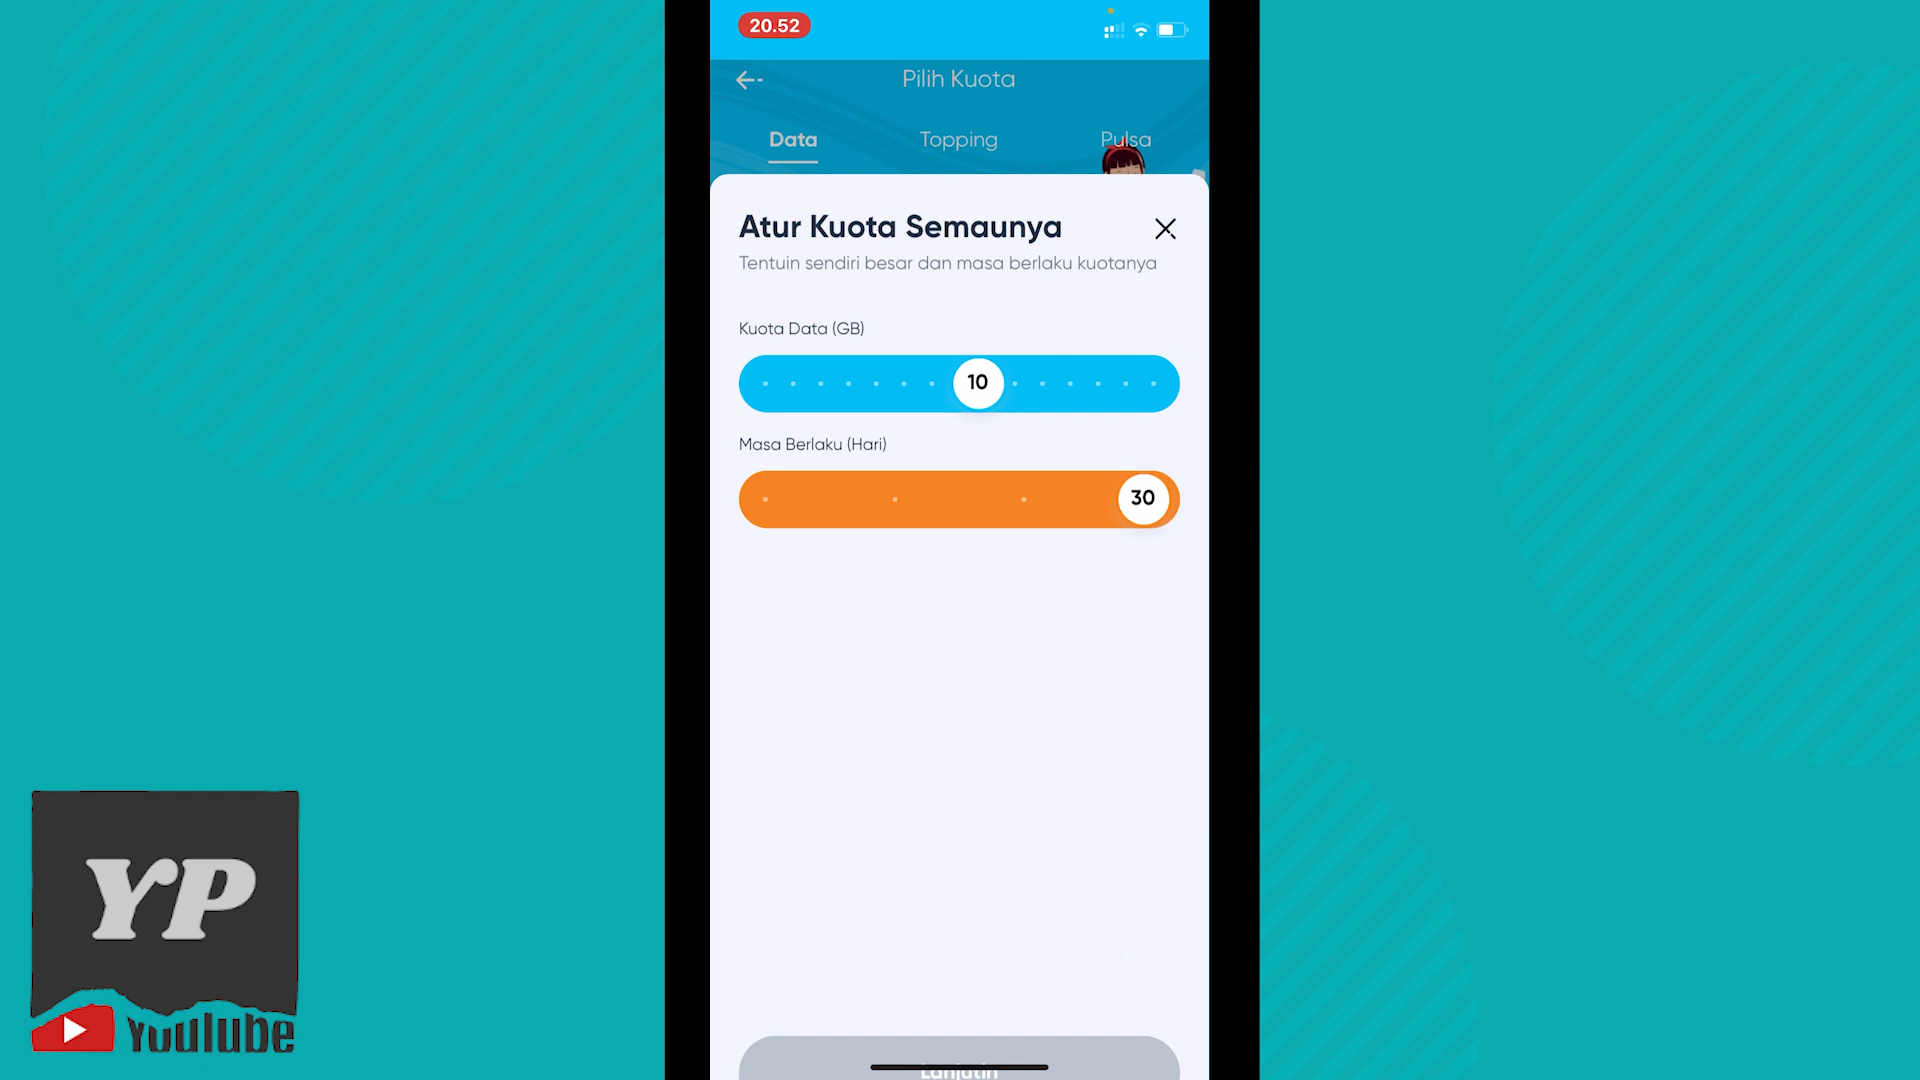 20.52
Pilih Kuota
Data Topping Pulsa
Atur Kuota Semaunya
Tentuin sendiri besar dan masa berlaku kuotanya
Kuota Data (GB)
10
Masa Berlaku (Hari)
30
Lanjutin
YP
YouTube